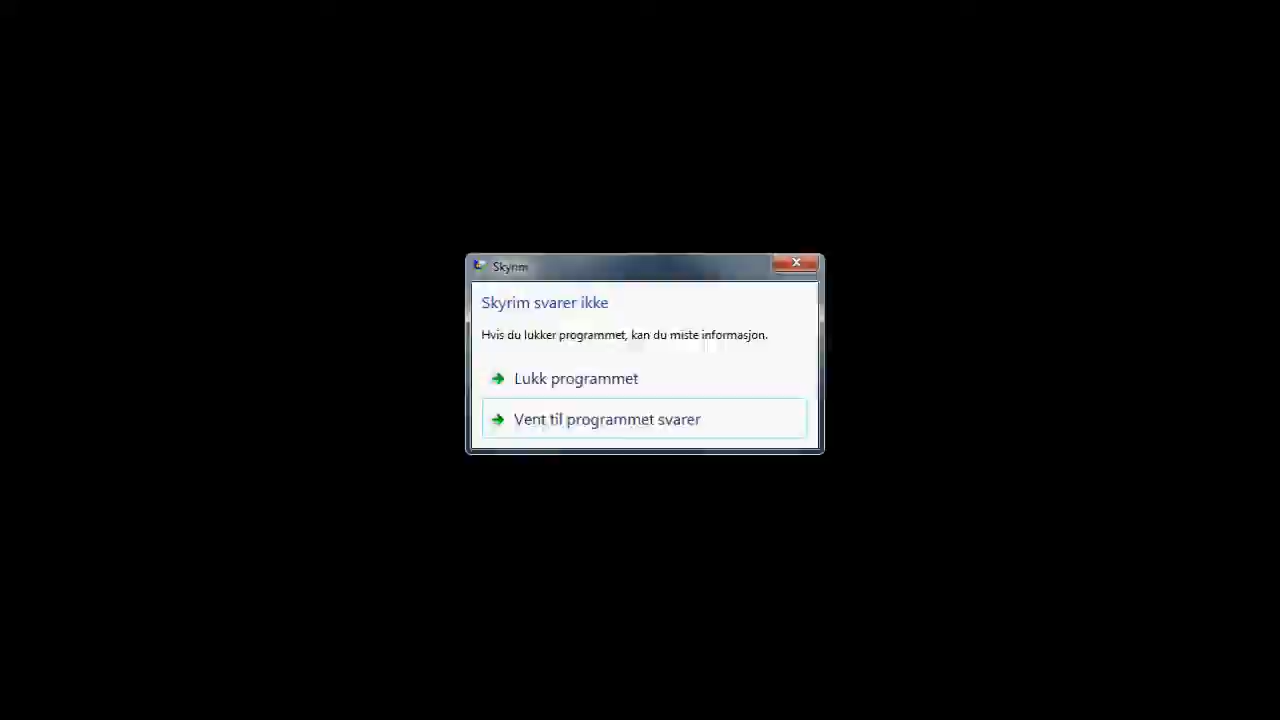 Skyrim
Skyrim svarer ikke
Hvis du lukker programmet, kan du miste informasjon.
Lukk programmet
Vent til programmet svarer